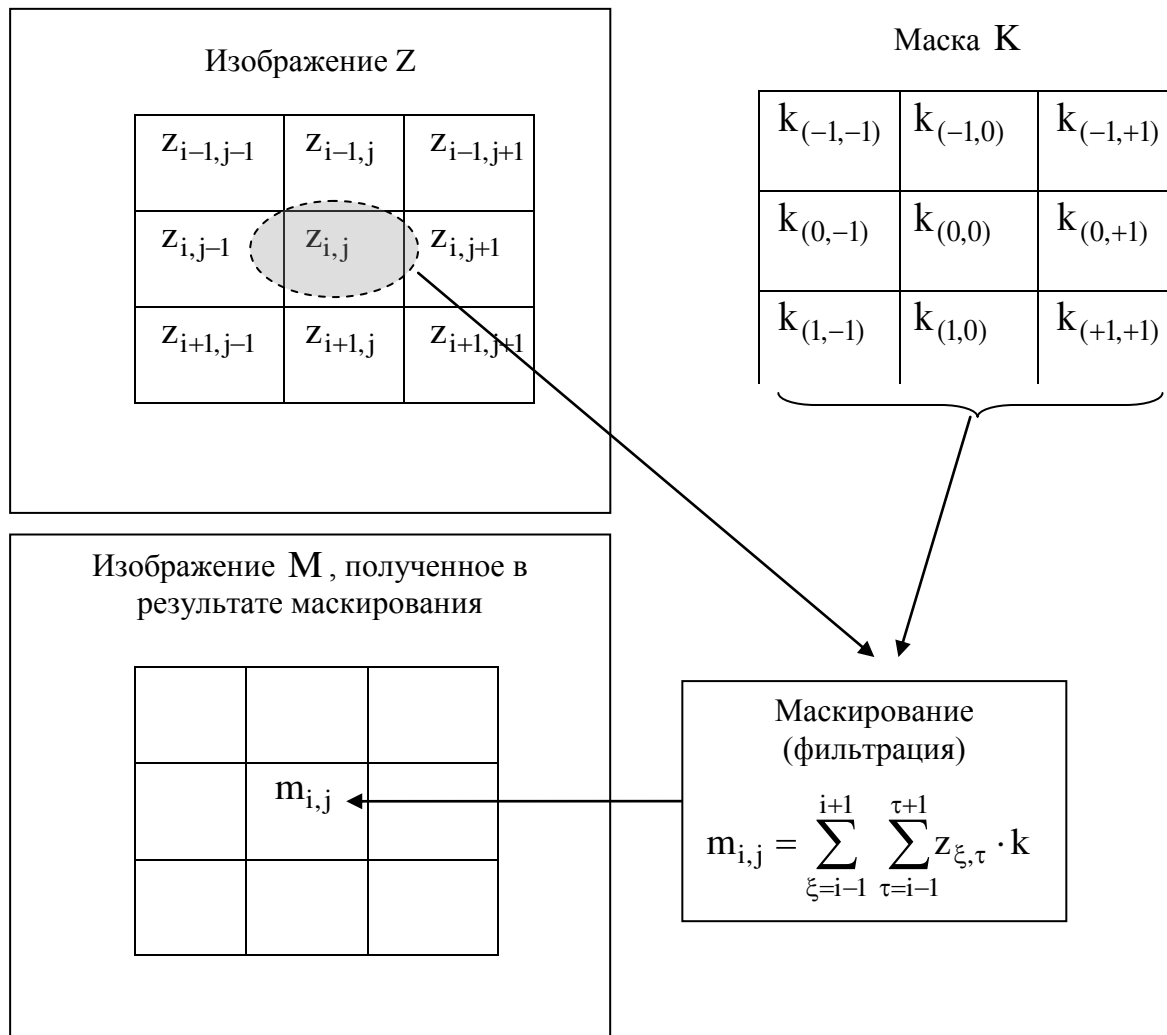 Изображение Z
z_{i−1,j−1} z_{i−1,j} z_{i−1,j+1}
z_{i,j−1} z_{i,j} z_{i,j+1}
z_{i+1,j−1} z_{i+1,j} z_{i+1,j+1}
Маска K
k_{(−1,−1)} k_{(−1,0)} k_{(−1,+1)}
k_{(0,−1)} k_{(0,0)} k_{(0,+1)}
k_{(1,−1)} k_{(1,0)} k_{(+1,+1)}
Изображение M, полученное в
результате маскирования
m_{i,j}
Маскирование
(фильтрация)
m_{i,j} = \sum_{ξ=i−1}^{i+1} \sum_{τ=i−1}^{τ+1} z_{ξ,τ} · k